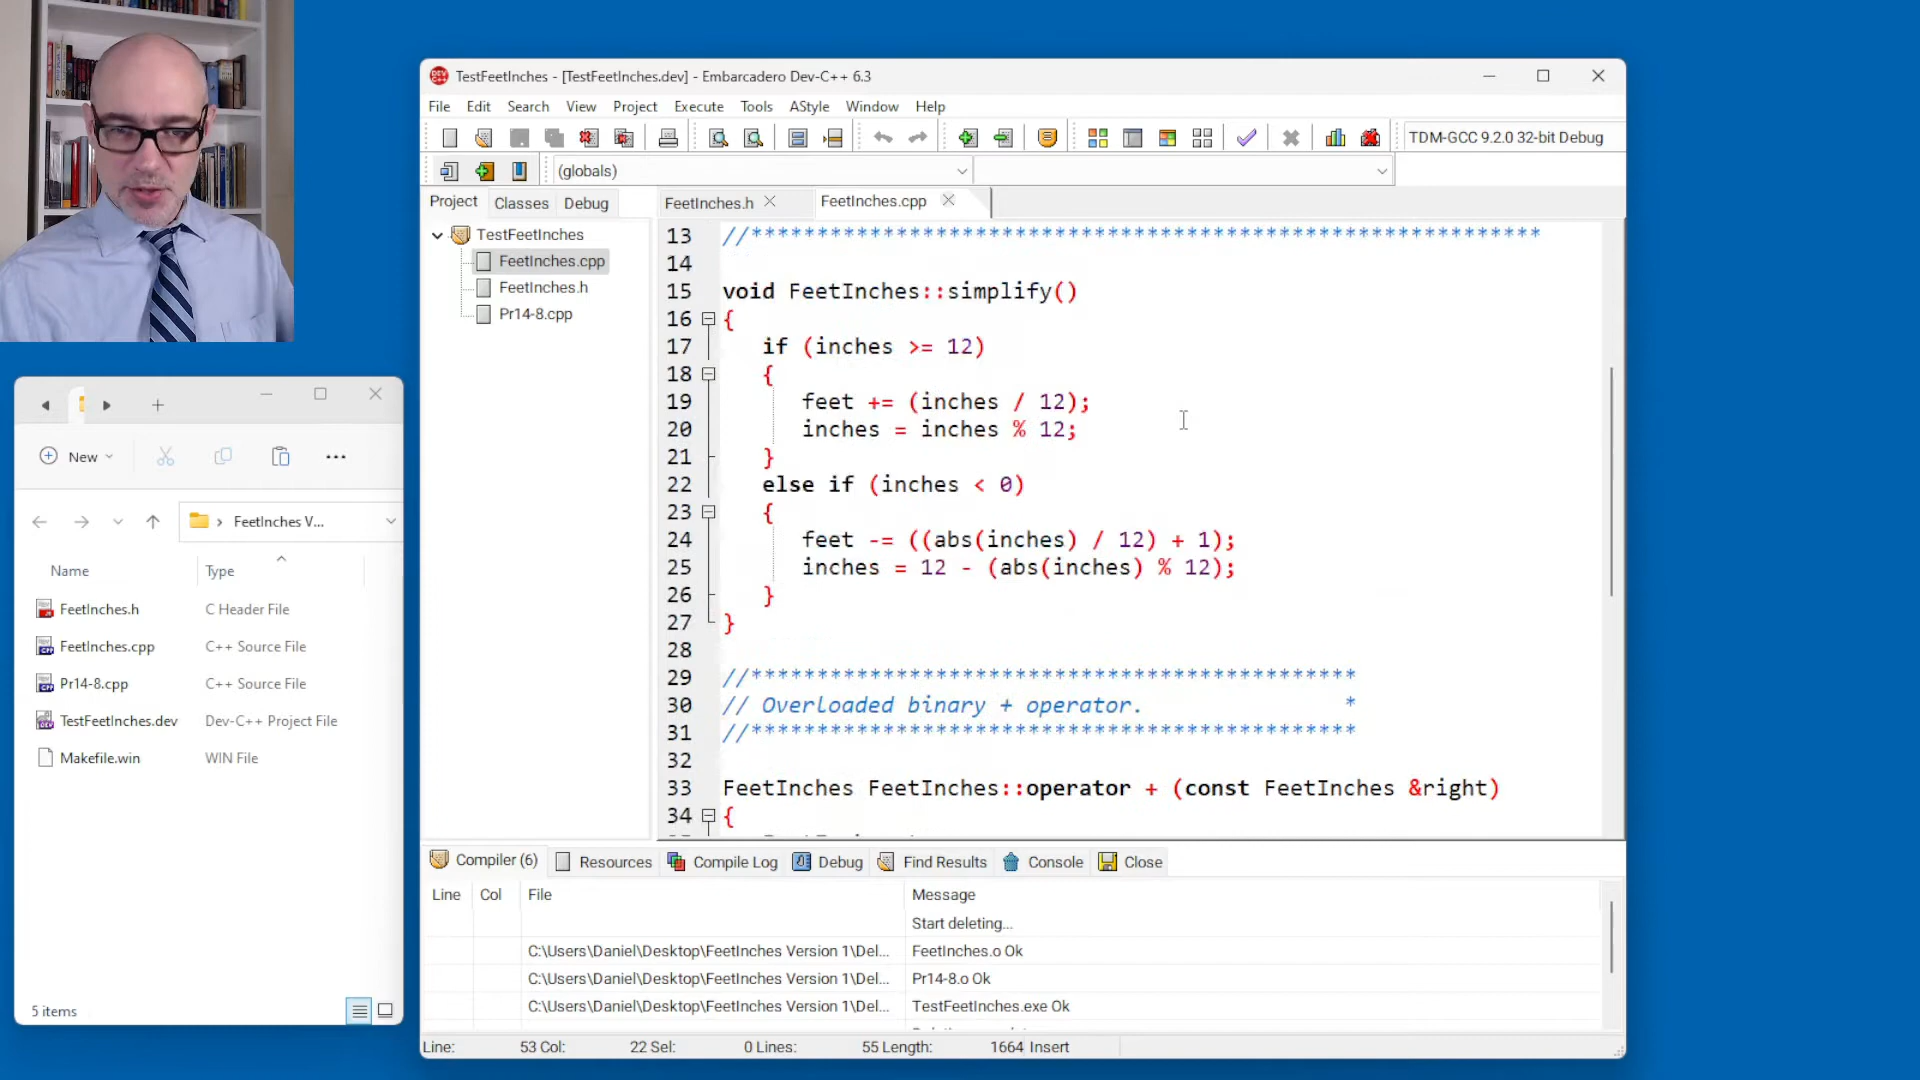 TestFeetInches - [TestFeetInches.dev] - Embarcadero Dev-C++ 6.3
File Edit Search View Project Execute Tools AStyle Window Help
TDM-GCC 9.2.0 32-bit Debug
(globals)
Project Classes Debug
FeetInches.h FeetInches.cpp
TestFeetInches
FeetInches.cpp
FeetInches.h
Pr14-8.cpp
13 //************************************************************
14
15 void FeetInches::simplify()
16 {
17 if (inches >= 12)
18 {
19 feet += (inches / 12);
20 inches = inches % 12;
21 }
22 else if (inches < 0)
23 {
24 feet -= ((abs(inches) / 12) + 1);
25 inches = 12 - (abs(inches) % 12);
26 }
27 }
28
29 //**********************************************
30 // Overloaded binary + operator. *
31 //**********************************************
32
33 FeetInches FeetInches::operator + (const FeetInches &right)
34 {
Compiler (6) Resources Compile Log Debug Find Results Console Close
Line Col File Message
Start deleting...
C:\Users\Daniel\Desktop\FeetInches Version 1\Del... FeetInches.o Ok
C:\Users\Daniel\Desktop\FeetInches Version 1\Del... Pr14-8.o Ok
C:\Users\Daniel\Desktop\FeetInches Version 1\Del... TestFeetInches.exe Ok
Line: 53 Col: 22 Sel: 0 Lines: 55 Length: 1664 Insert
New
FeetInches V...
Name Type
FeetInches.h C Header File
FeetInches.cpp C++ Source File
Pr14-8.cpp C++ Source File
TestFeetInches.dev Dev-C++ Project File
Makefile.win WIN File
5 items